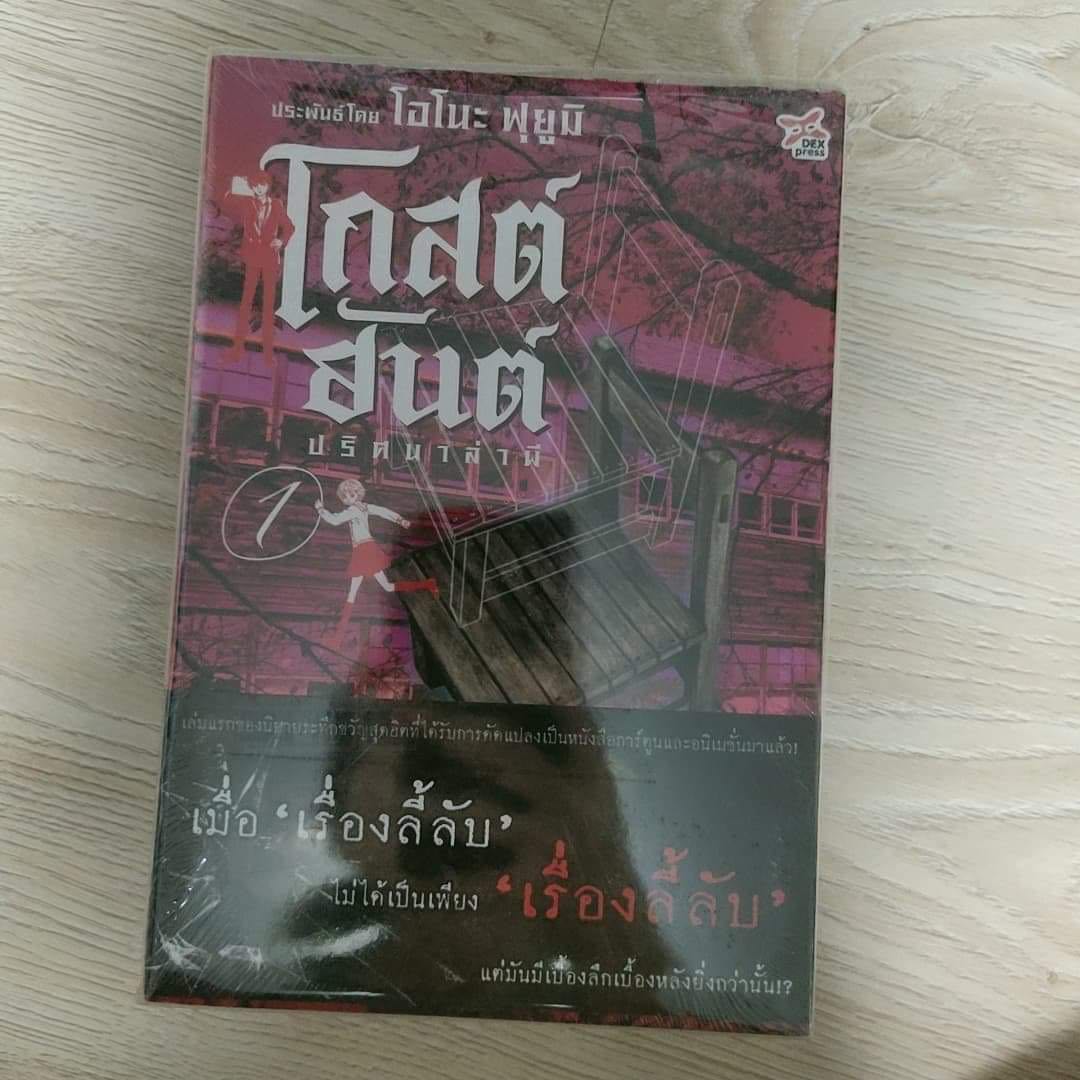 ประพันธ์โดย โอโนะ ฟุยูมิ
DEX
press
โกสต์
ฮันต์
ปริศนาล่าผี
1
เล่มแรกของนิยายระทึกขวัญสุดฮิตที่ได้รับการดัดแปลงเป็นหนังสือการ์ตูนและอนิเมชั่นมาแล้ว!
เมื่อ ‘เรื่องลี้ลับ’
ไม่ได้เป็นเพียง ‘เรื่องลี้ลับ’
แต่มันมีเบื้องลึกเบื้องหลังยิ่งกว่านั้น!?